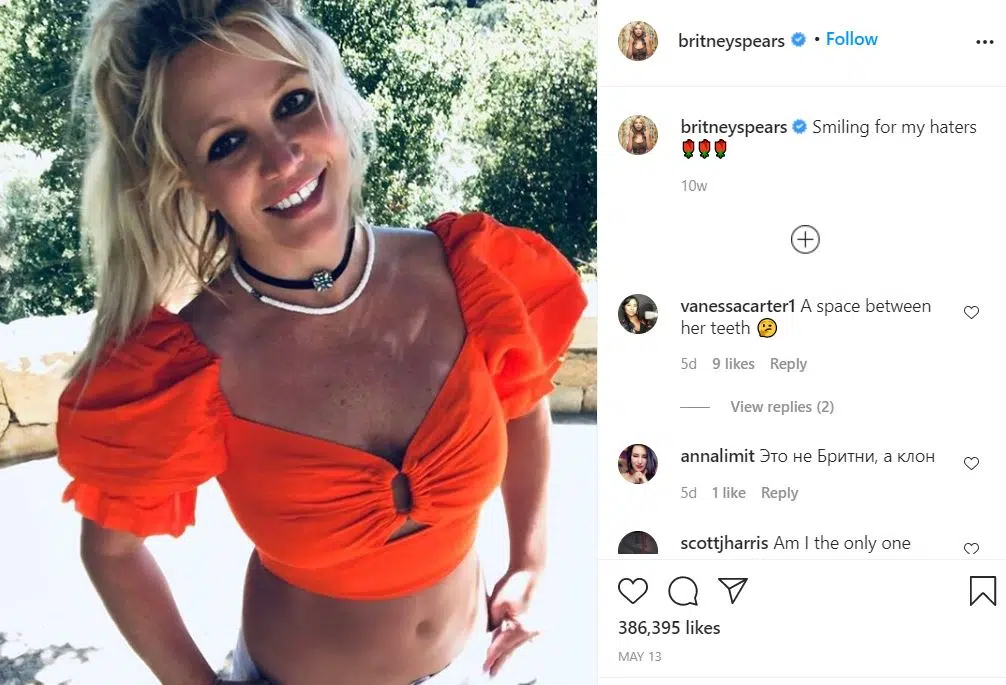 britneyspears • Follow
britneyspears Smiling for my haters
🌹🌹🌹
10w
vanessacarter1 A space between
her teeth 🤔
5d 9 likes Reply
View replies (2)
annalimit Это не Бритни, а клон
5d 1 like Reply
scottjharris Am I the only one
386,395 likes
MAY 13